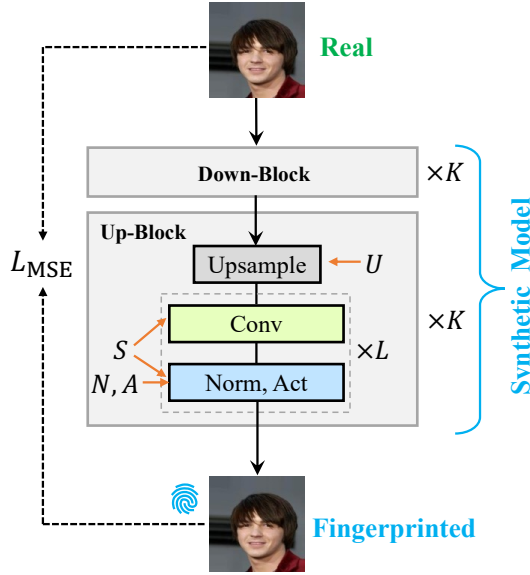 Real
Down-Block
×K
Up-Block
Upsample
U
L_MSE
Conv
×K
S
×L
N, A
Norm, Act
Synthetic Model
Fingerprinted